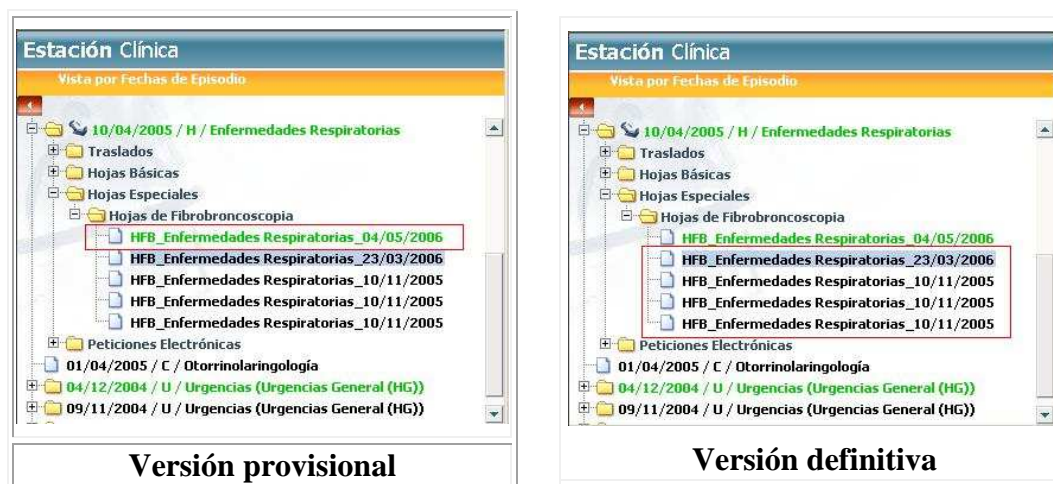 Estación Clínica
Vista por Fechas de Episodio
10/04/2005 / H / Enfermedades Respiratorias
Traslados
Hojas Básicas
Hojas Especiales
Hojas de Fibrobroncoscopia
HFB_Enfermedades Respiratorias_04/05/2006
HFB_Enfermedades Respiratorias_23/03/2006
HFB_Enfermedades Respiratorias_10/11/2005
HFB_Enfermedades Respiratorias_10/11/2005
HFB_Enfermedades Respiratorias_10/11/2005
Peticiones Electrónicas
01/04/2005 / C / Otorrinolaringología
04/12/2004 / U / Urgencias (Urgencias General (HG))
09/11/2004 / U / Urgencias (Urgencias General (HG))
Versión provisional
Estación Clínica
Vista por Fechas de Episodio
10/04/2005 / H / Enfermedades Respiratorias
Traslados
Hojas Básicas
Hojas Especiales
Hojas de Fibrobroncoscopia
HFB_Enfermedades Respiratorias_04/05/2006
HFB_Enfermedades Respiratorias_23/03/2006
HFB_Enfermedades Respiratorias_10/11/2005
HFB_Enfermedades Respiratorias_10/11/2005
HFB_Enfermedades Respiratorias_10/11/2005
Peticiones Electrónicas
01/04/2005 / C / Otorrinolaringología
04/12/2004 / U / Urgencias (Urgencias General (HG))
09/11/2004 / U / Urgencias (Urgencias General (HG))
Versión definitiva